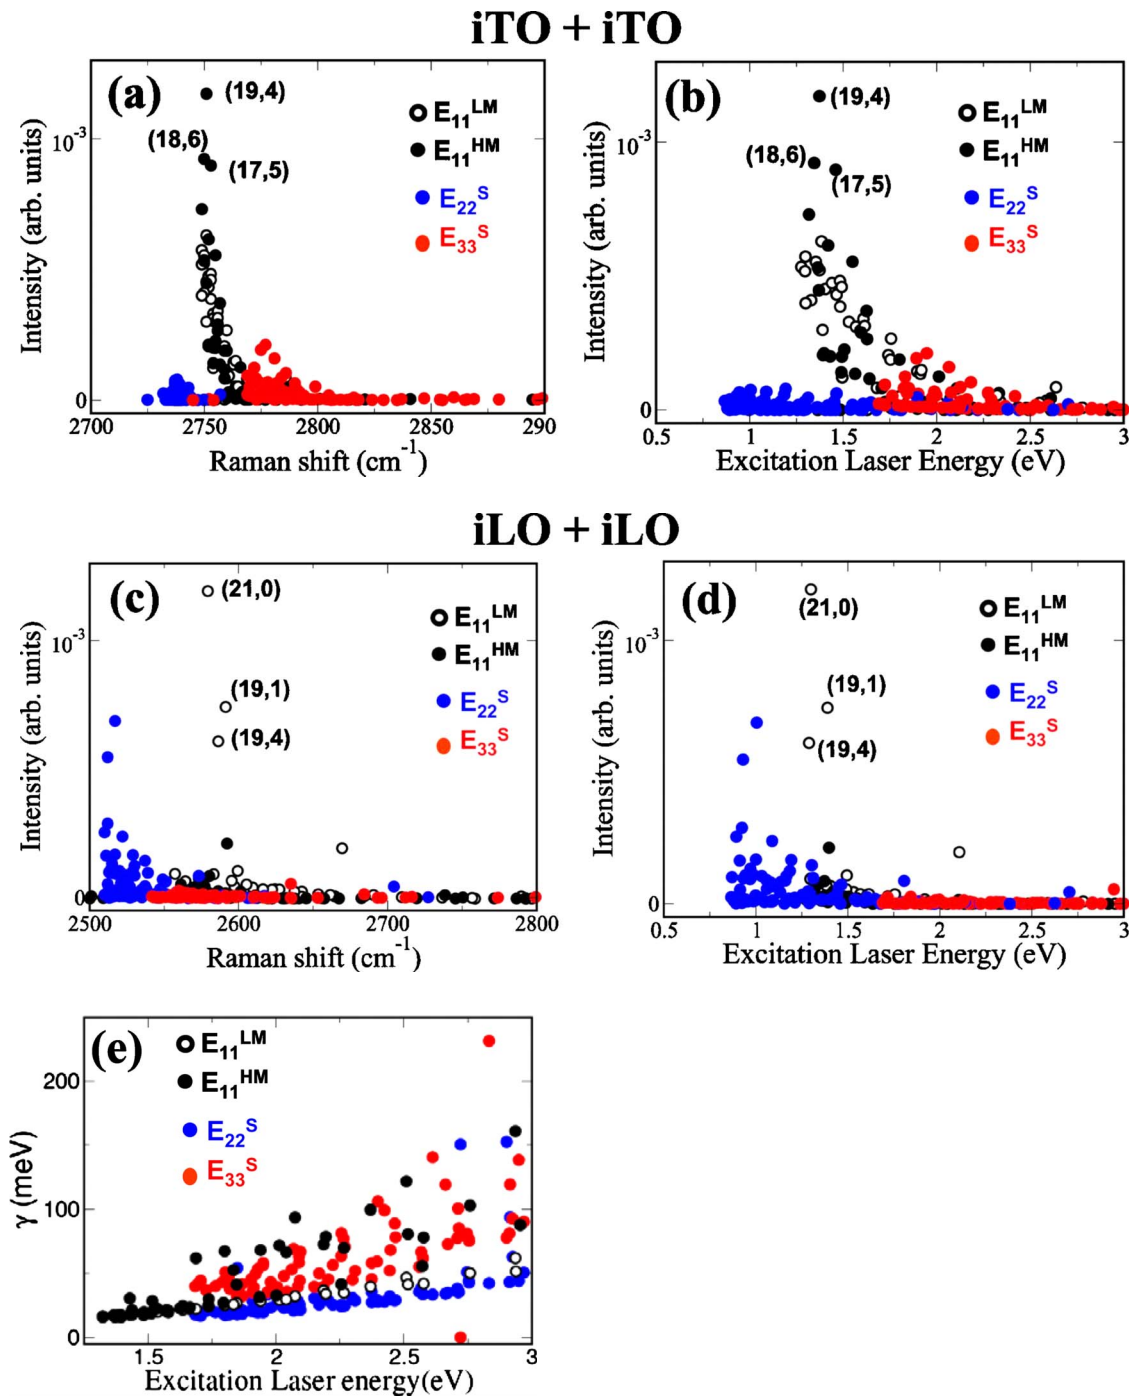 iTO + iTO
(a)
(19,4)
(18,6)
(17,5)
E₁₁ᴸᴹ
E₁₁ᴴᴹ
E₂₂ˢ
E₃₃ˢ
10⁻³
0
Intensity (arb. units)
2700 2750 2800 2850 290
Raman shift (cm⁻¹)
(b)
(19,4)
(18,6)
(17,5)
E₁₁ᴸᴹ
E₁₁ᴴᴹ
E₂₂ˢ
E₃₃ˢ
10⁻³
0
Intensity (arb. units)
0.5 1 1.5 2 2.5 3
Excitation Laser Energy (eV)
iLO + iLO
(c)
(21,0)
(19,1)
(19,4)
E₁₁ᴸᴹ
E₁₁ᴴᴹ
E₂₂ˢ
E₃₃ˢ
10⁻³
0
Intensity (arb. units)
2500 2600 2700 2800
Raman shift (cm⁻¹)
(d)
(21,0)
(19,1)
(19,4)
E₁₁ᴸᴹ
E₁₁ᴴᴹ
E₂₂ˢ
E₃₃ˢ
10⁻³
0
Intensity (arb. units)
0.5 1 1.5 2 2.5 3
Excitation Laser Energy (eV)
(e)
E₁₁ᴸᴹ
E₁₁ᴴᴹ
E₂₂ˢ
E₃₃ˢ
200
100
0
γ (meV)
1.5 2 2.5 3
Excitation Laser energy(eV)